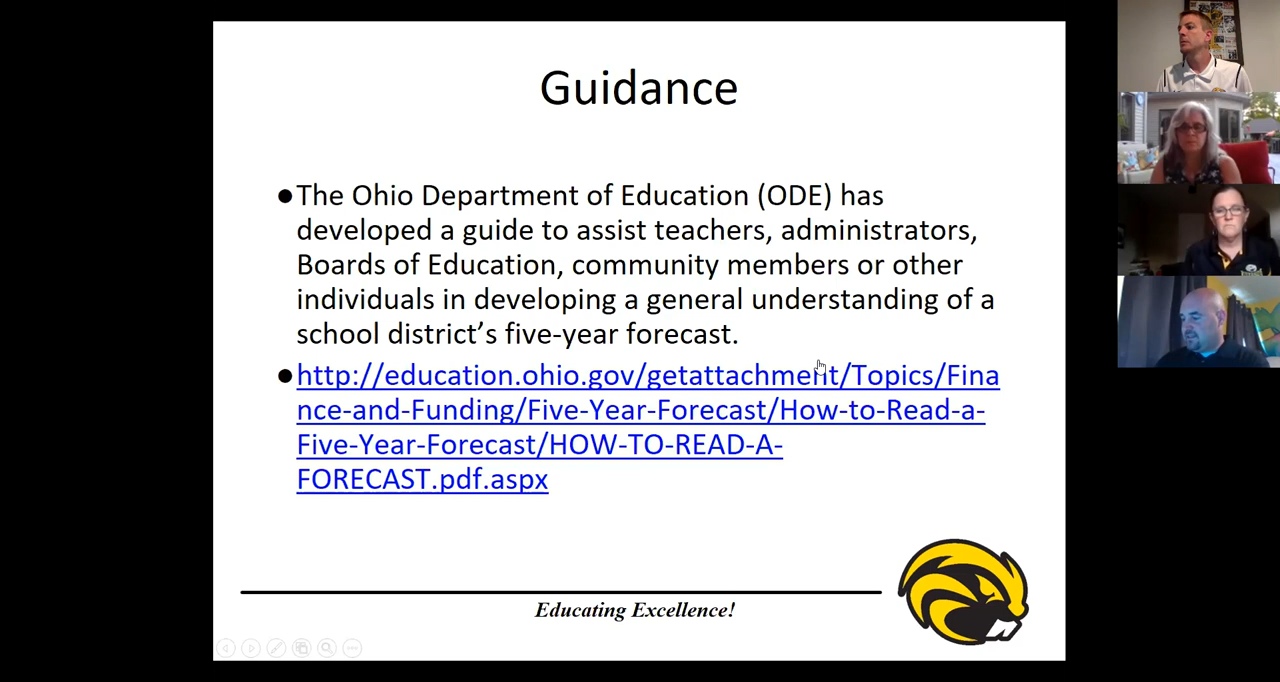 Guidance
●The Ohio Department of Education (ODE) has
developed a guide to assist teachers, administrators,
Boards of Education, community members or other
individuals in developing a general understanding of a
school district’s five-year forecast.
●http://education.ohio.gov/getattachment/Topics/Fina
nce-and-Funding/Five-Year-Forecast/How-to-Read-a-
Five-Year-Forecast/HOW-TO-READ-A-
FORECAST.pdf.aspx
Educating Excellence!